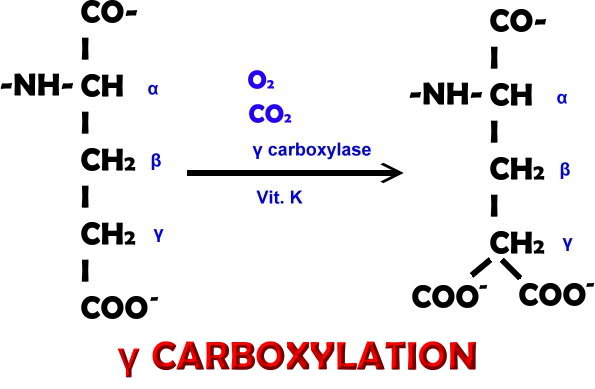 CO-
-NH-CH α
CH₂ β
CH₂ γ
COO⁻
O₂
CO₂
γ carboxylase
Vit. K
CO-
-NH-CH α
CH₂ β
CH₂ γ
COO⁻ COO⁻
γ CARBOXYLATION